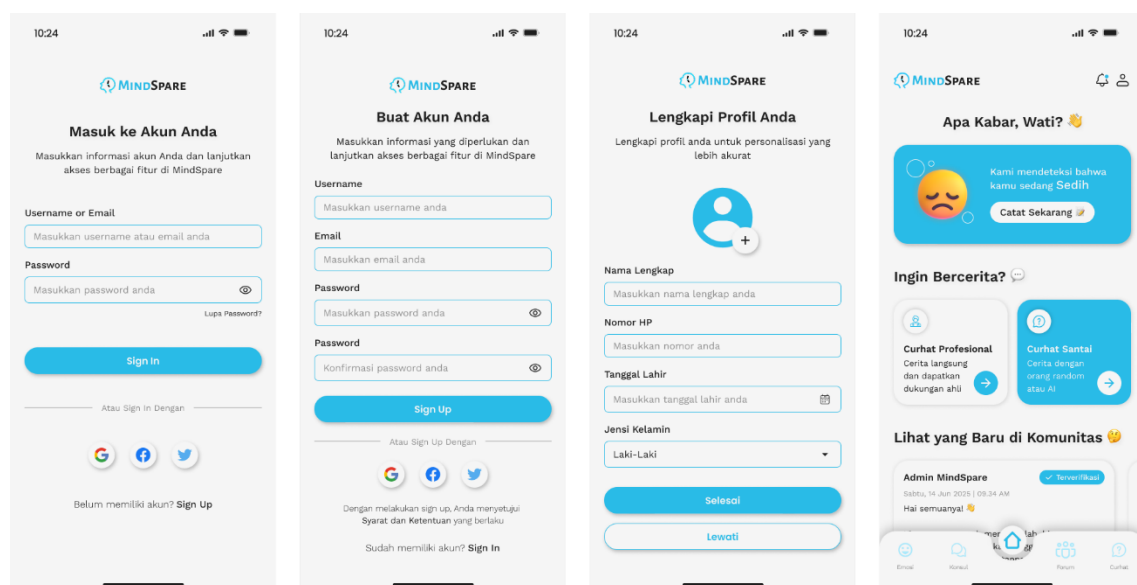 10:24
MINDSPARE
Masuk ke Akun Anda
Masukkan informasi akun Anda dan lanjutkan
akses berbagai fitur di MindSpare
Username or Email
Masukkan username atau email anda
Password
Masukkan password anda
Lupa Password?
Sign In
Atau Sign In Dengan
Belum memiliki akun? Sign Up
10:24
MINDSPARE
Buat Akun Anda
Masukkan informasi yang diperlukan dan
lanjutkan akses berbagai fitur di MindSpare
Username
Masukkan username anda
Email
Masukkan email anda
Password
Masukkan password anda
Password
Konfirmasi password anda
Sign Up
Atau Sign Up Dengan
Dengan melakukan sign up, Anda menyetujui
Syarat dan Ketentuan yang berlaku
Sudah memiliki akun? Sign In
10:24
MINDSPARE
Lengkapi Profil Anda
Lengkapi profil anda untuk personalisasi yang
lebih akurat
Nama Lengkap
Masukkan nama lengkap anda
Nomor HP
Masukkan nomor anda
Tanggal Lahir
Masukkan tanggal lahir anda
Jensi Kelamin
Laki-Laki
Selesai
Lewati
10:24
MINDSPARE
Apa Kabar, Wati?
Kami mendeteksi bahwa
kamu sedang Sedih
Catat Sekarang
Ingin Bercerita?
Curhat Profesional
Cerita langsung
dan dapatkan
dukungan ahli
Curhat Santai
Cerita dengan
orang random
atau AI
Lihat yang Baru di Komunitas
Admin MindSpare
Terverifikasi
Sabtu, 14 Jun 2025 | 09.34 AM
Hai semuanya!
Emosi
Konsul
Forum
Curhat